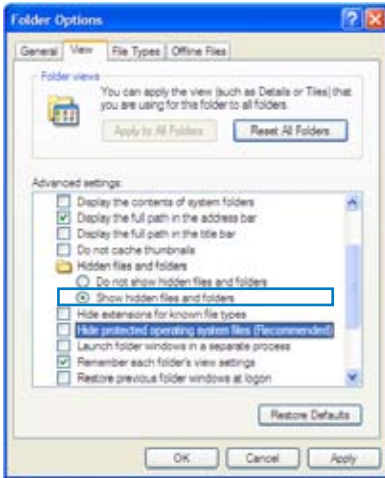 Folder Options
General View File Types Offline Files
Folder views
You can apply the view (such as Details or Tiles) that
you are using for this folder to all folders.
Apply to All Folders Reset All Folders
Advanced settings:
Display the contents of system folders
Display the full path in the address bar
Display the full path in the title bar
Do not cache thumbnails
Hidden files and folders
Do not show hidden files and folders
Show hidden files and folders
Hide extensions for known file types
Hide protected operating system files (Recommended)
Launch folder windows in a separate process
Remember each folder's view settings
Restore previous folder windows at logon
Restore Defaults
OK Cancel Apply